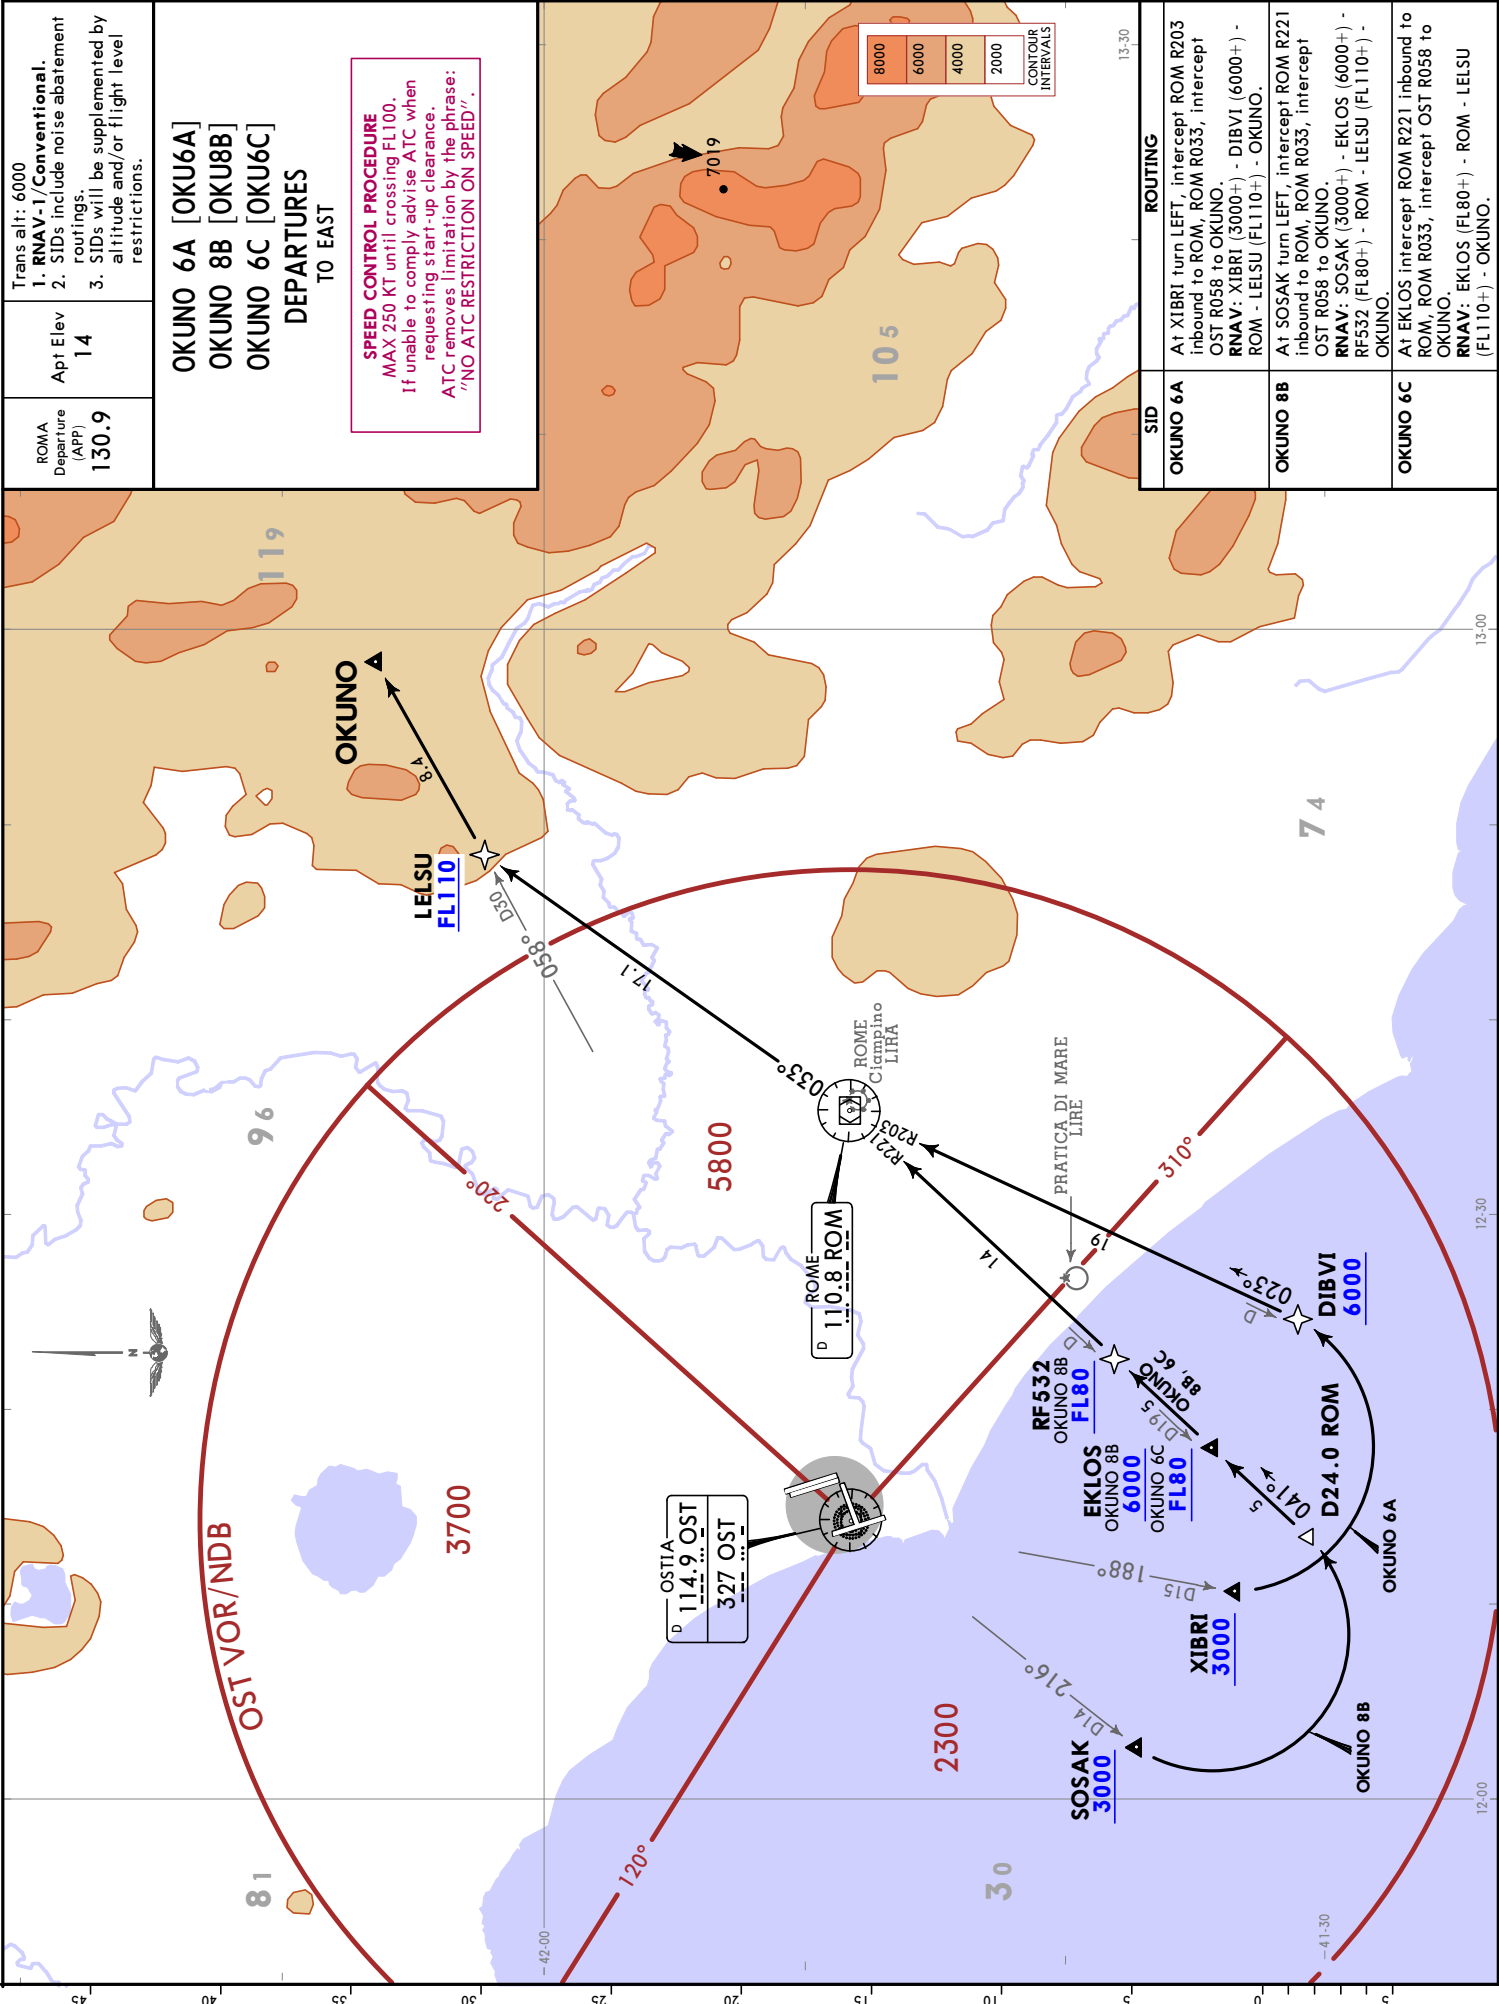 ROMA
Departure
(APP)
130.9
Apt Elev
14
Trans alt: 6000
1. RNAV-1/Conventional.
2. SIDs include noise abatement
routings.
3. SIDs will be supplemented by
altitude and/or flight level
restrictions.
OKUNO 6A [OKU6A]
OKUNO 8B [OKU8B]
OKUNO 6C [OKU6C]
DEPARTURES
TO EAST
SPEED CONTROL PROCEDURE
MAX 250 KT until crossing FL100.
If unable to comply advise ATC when
requesting start-up clearance.
ATC removes limitation by the phrase:
"NO ATC RESTRICTION ON SPEED".
8000
6000
4000
2000
CONTOUR
INTERVALS
13-30
7019
105
119
96
81
74
30
N
OST VOR/NDB
220°
310°
120°
3700
5800
2300
OKUNO
8.4
LELSU
FL110
D30
058°
17.1
033°
ROME
Ciampino
LIRA
R221
R203
ROME
D 110.8 ROM
PRATICA DI MARE
LIRE
14
19
OSTIA
D 114.9 OST
327 OST
RF532
OKUNO 8B
FL80
D
OKUNO
8B, 6C
5
D19
EKLOS
OKUNO 8B
6000
OKUNO 6C
FL80
5
041°
D24.0 ROM
D
023°
DIBVI
6000
OKUNO 6A
188°
D15
XIBRI
3000
216°
D14
SOSAK
3000
OKUNO 8B
42-00
41-30
12-00
12-30
13-00
45
40
35
30
25
20
15
10
5
0
5
SID
ROUTING
OKUNO 6A
At XIBRI turn LEFT, intercept ROM R203
inbound to ROM, ROM R033, intercept
OST R058 to OKUNO.
RNAV: XIBRI (3000+) - DIBVI (6000+) -
ROM - LELSU (FL110+) - OKUNO.
OKUNO 8B
At SOSAK turn LEFT, intercept ROM R221
inbound to ROM, ROM R033, intercept
OST R058 to OKUNO.
RNAV: SOSAK (3000+) - EKLOS (6000+) -
RF532 (FL80+) - ROM - LELSU (FL110+) -
OKUNO.
OKUNO 6C
At EKLOS intercept ROM R221 inbound to
ROM, ROM R033, intercept OST R058 to
OKUNO.
RNAV: EKLOS (FL80+) - ROM - LELSU
(FL110+) - OKUNO.